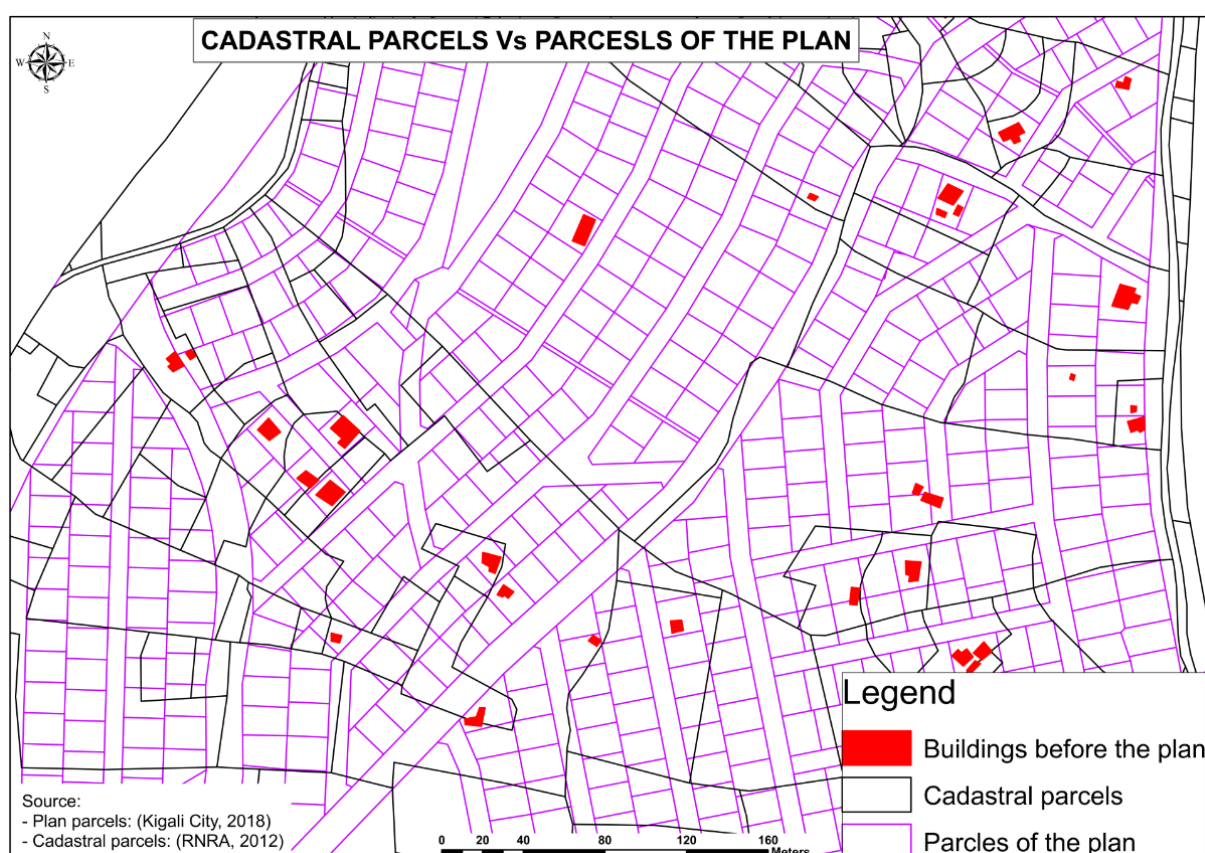 CADASTRAL PARCELS Vs PARCESLS OF THE PLAN
N
W E
S
Legend
Buildings before the plan
Cadastral parcels
Parcles of the plan
Source:
- Plan parcels: (Kigali City, 2018)
- Cadastral parcels: (RNRA, 2012)
0 20 40 80 120 160
Meters